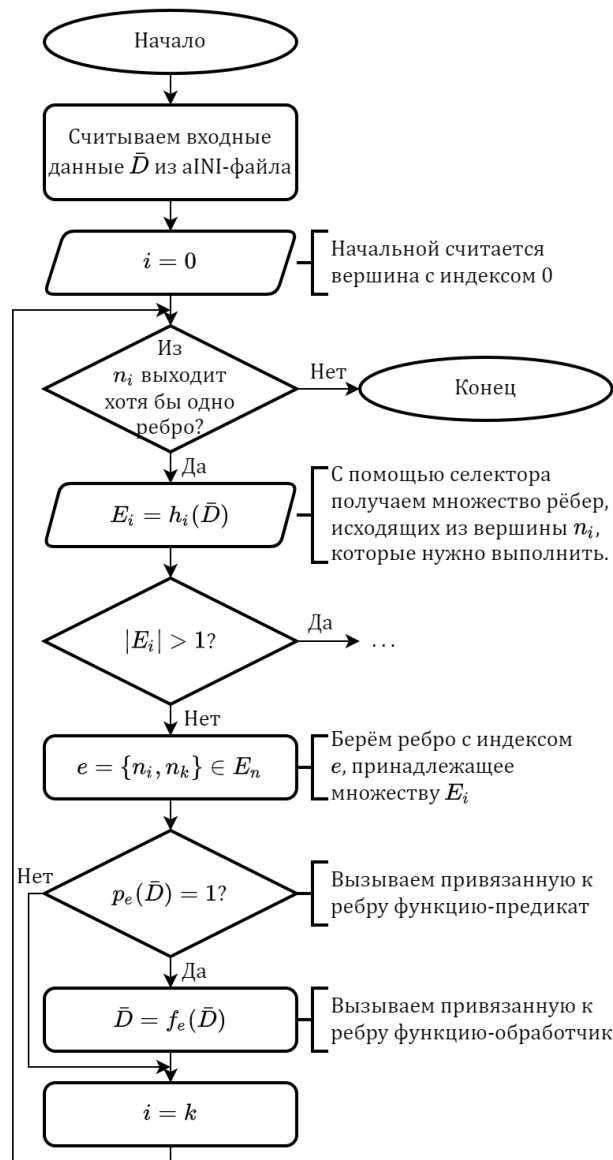 Начало
Считываем входные
данные D̄ из aINI-файла
i = 0
Начальной считается
вершина с индексом 0
Из
nᵢ выходит
хотя бы одно
ребро?
Нет
Конец
Да
Eᵢ = hᵢ(D̄)
С помощью селектора
получаем множество рёбер,
исходящих из вершины nᵢ,
которые нужно выполнить.
|Eᵢ| > 1?
Да
...
Нет
e = {nᵢ, nₖ} ∈ Eₙ
Берём ребро с индексом
e, принадлежащее
множеству Eᵢ
Нет
pₑ(D̄) = 1?
Вызываем привязанную к
ребру функцию-предикат
Да
D̄ = fₑ(D̄)
Вызываем привязанную к
ребру функцию-обработчик
i = k